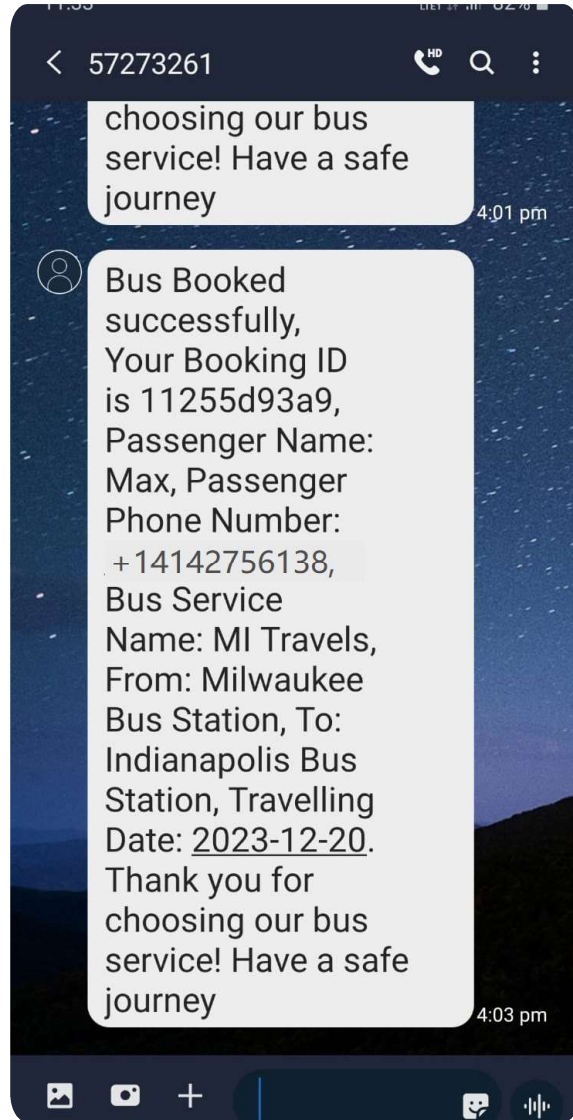 57273261
HD
choosing our bus
service! Have a safe
journey
4:01 pm
Bus Booked
successfully,
Your Booking ID
is 11255d93a9,
Passenger Name:
Max, Passenger
Phone Number:
+14142756138,
Bus Service
Name: MI Travels,
From: Milwaukee
Bus Station, To:
Indianapolis Bus
Station, Travelling
Date: 2023-12-20.
Thank you for
choosing our bus
service! Have a safe
journey
4:03 pm